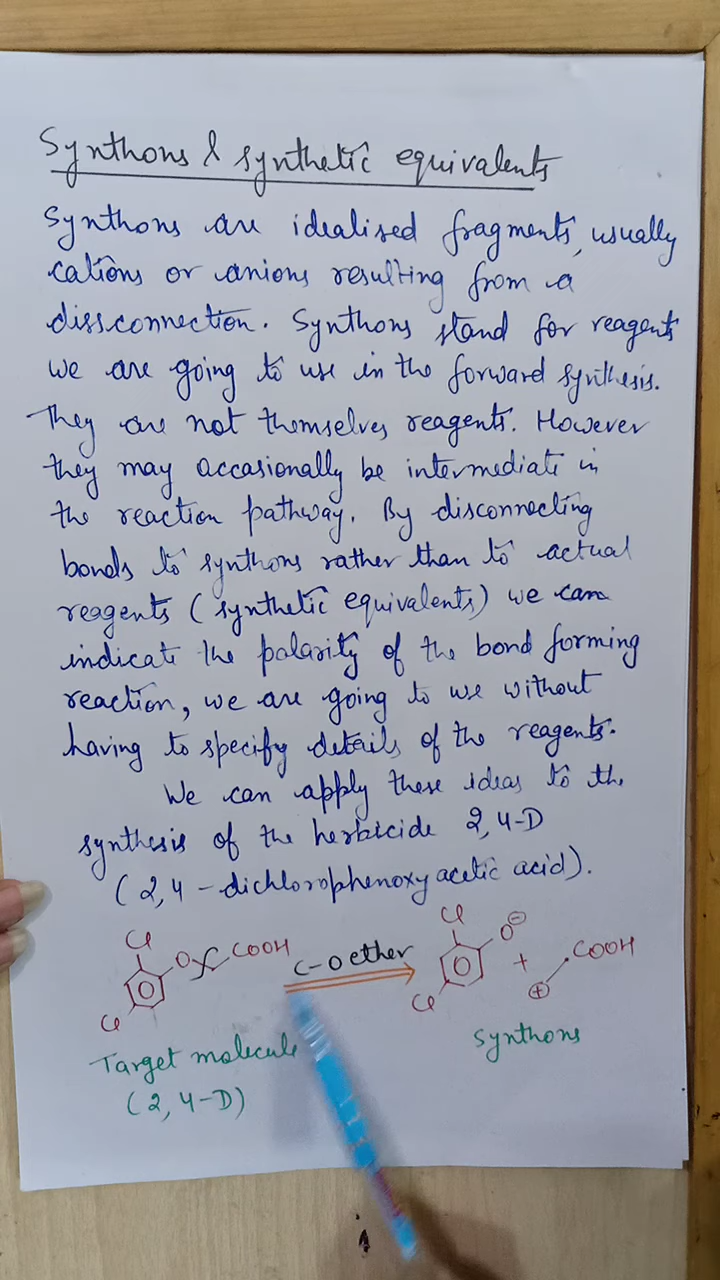 Synthons & synthetic equivalents
Synthons are idealised fragments, usually
cations or anions resulting from a
dissconnection. Synthons stand for reagents
we are going to use in the forward synthesis.
They are not themselves reagents. However
they may accasionally be intermediate in
the reaction pathway. By disconnecting
bonds to synthons rather than to actual
reagents (synthetic equivalents) we can
indicate the polarity of the bond forming
reaction, we are going to use without
having to specify details of the reagents.
We can apply these ideas to the
synthesis of the herbicide 2,4-D
(2,4-dichlorophenoxy acetic acid).
Cl O COOH C-O ether Cl O⊖ + COOH
Cl Cl ⊕
Target molecule synthons
(2,4-D)